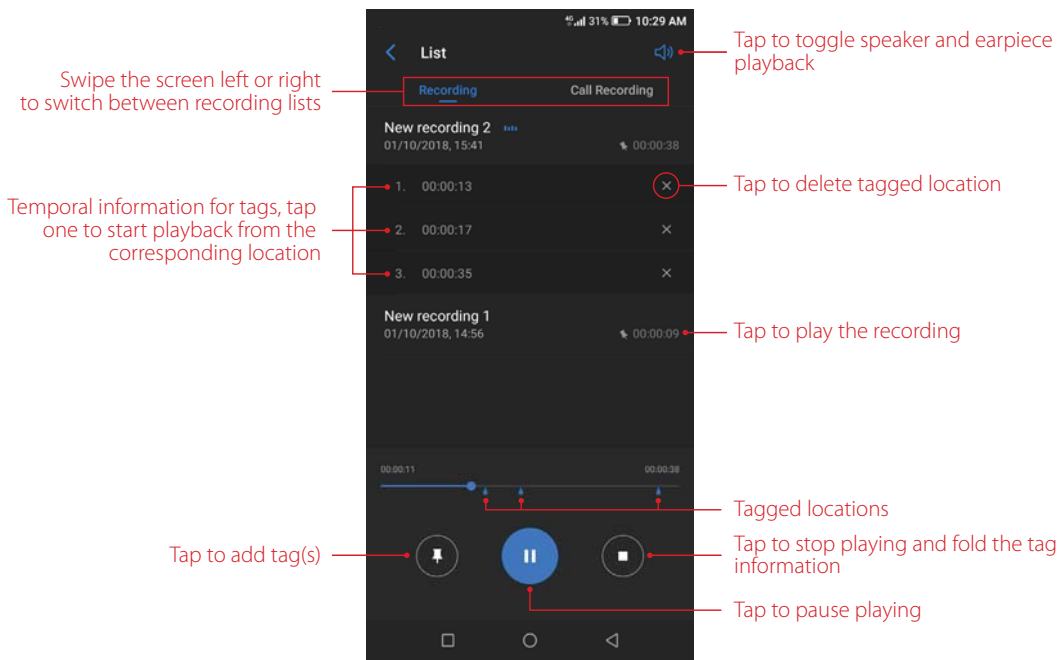 4G 31% 10:29 AM
List
Tap to toggle speaker and earpiece
playback
Swipe the screen left or right
to switch between recording lists
Recording Call Recording
New recording 2
01/10/2018, 15:41 00:00:38
1. 00:00:13
Tap to delete tagged location
Temporal information for tags, tap
one to start playback from the
corresponding location
2. 00:00:17
3. 00:00:35
New recording 1
01/10/2018, 14:56 00:00:09
Tap to play the recording
00:00:11 00:00:38
Tagged locations
Tap to add tag(s)
Tap to stop playing and fold the tag
information
Tap to pause playing